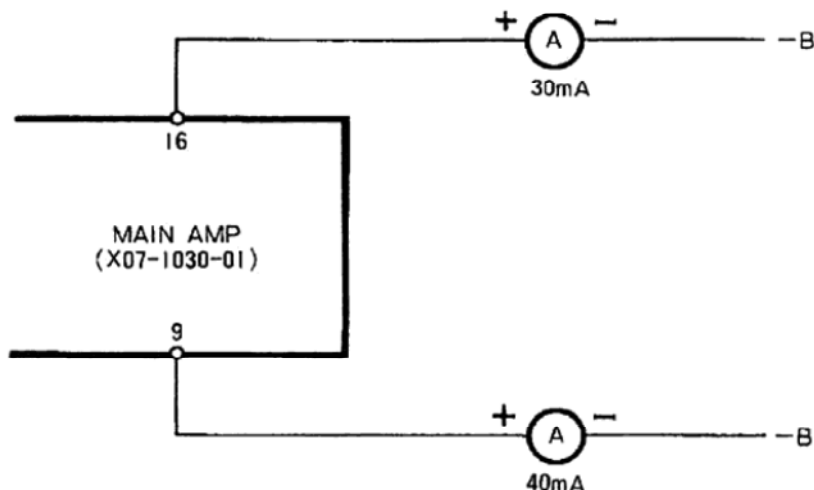 + A − −B
30mA
16
MAIN AMP
(X07-1030-01)
9
+ A − −B
40mA